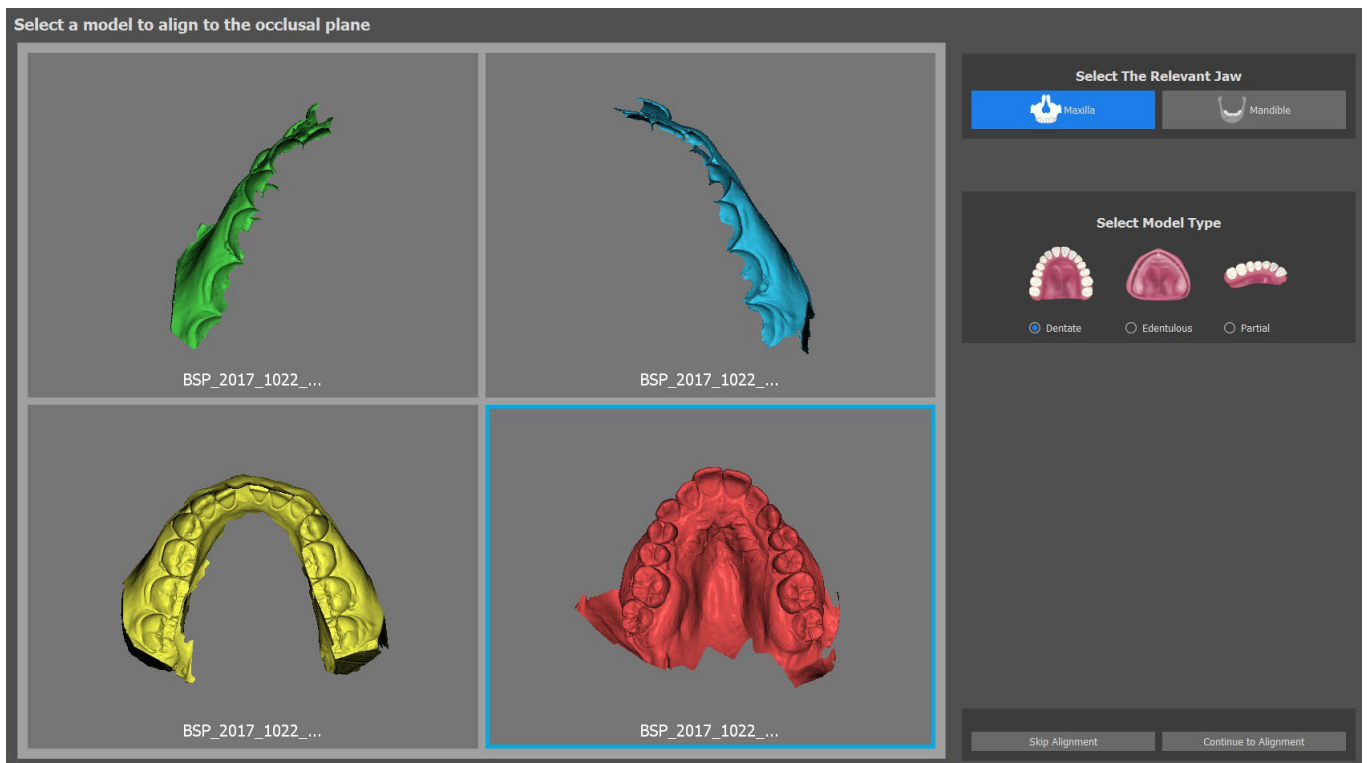 Select a model to align to the occlusal plane
BSP_2017_1022_...
BSP_2017_1022_...
BSP_2017_1022_...
BSP_2017_1022_...
Select The Relevant Jaw
Maxilla
Mandible
Select Model Type
Dentate
Edentulous
Partial
Skip Alignment
Continue to Alignment